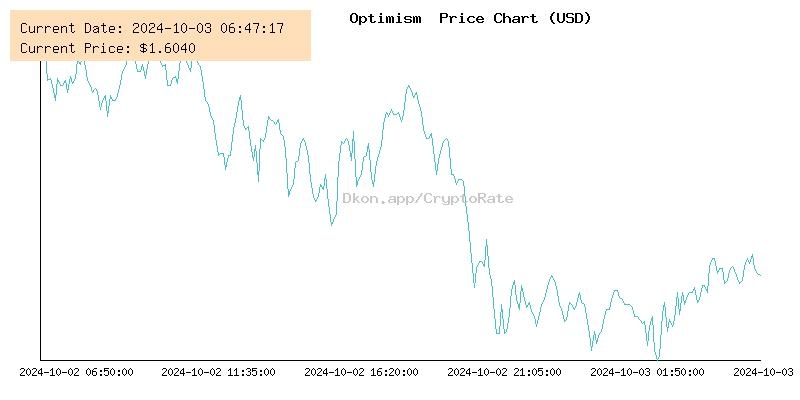 Optimism  Price Chart (USD)
Current Date: 2024-10-03 06:47:17
Current Price: $1.6040
Dkon.app/CryptoRate
2024-10-02 06:50:00 2024-10-02 11:35:00 2024-10-02 16:20:00 2024-10-02 21:05:00 2024-10-03 01:50:00 2024-10-03